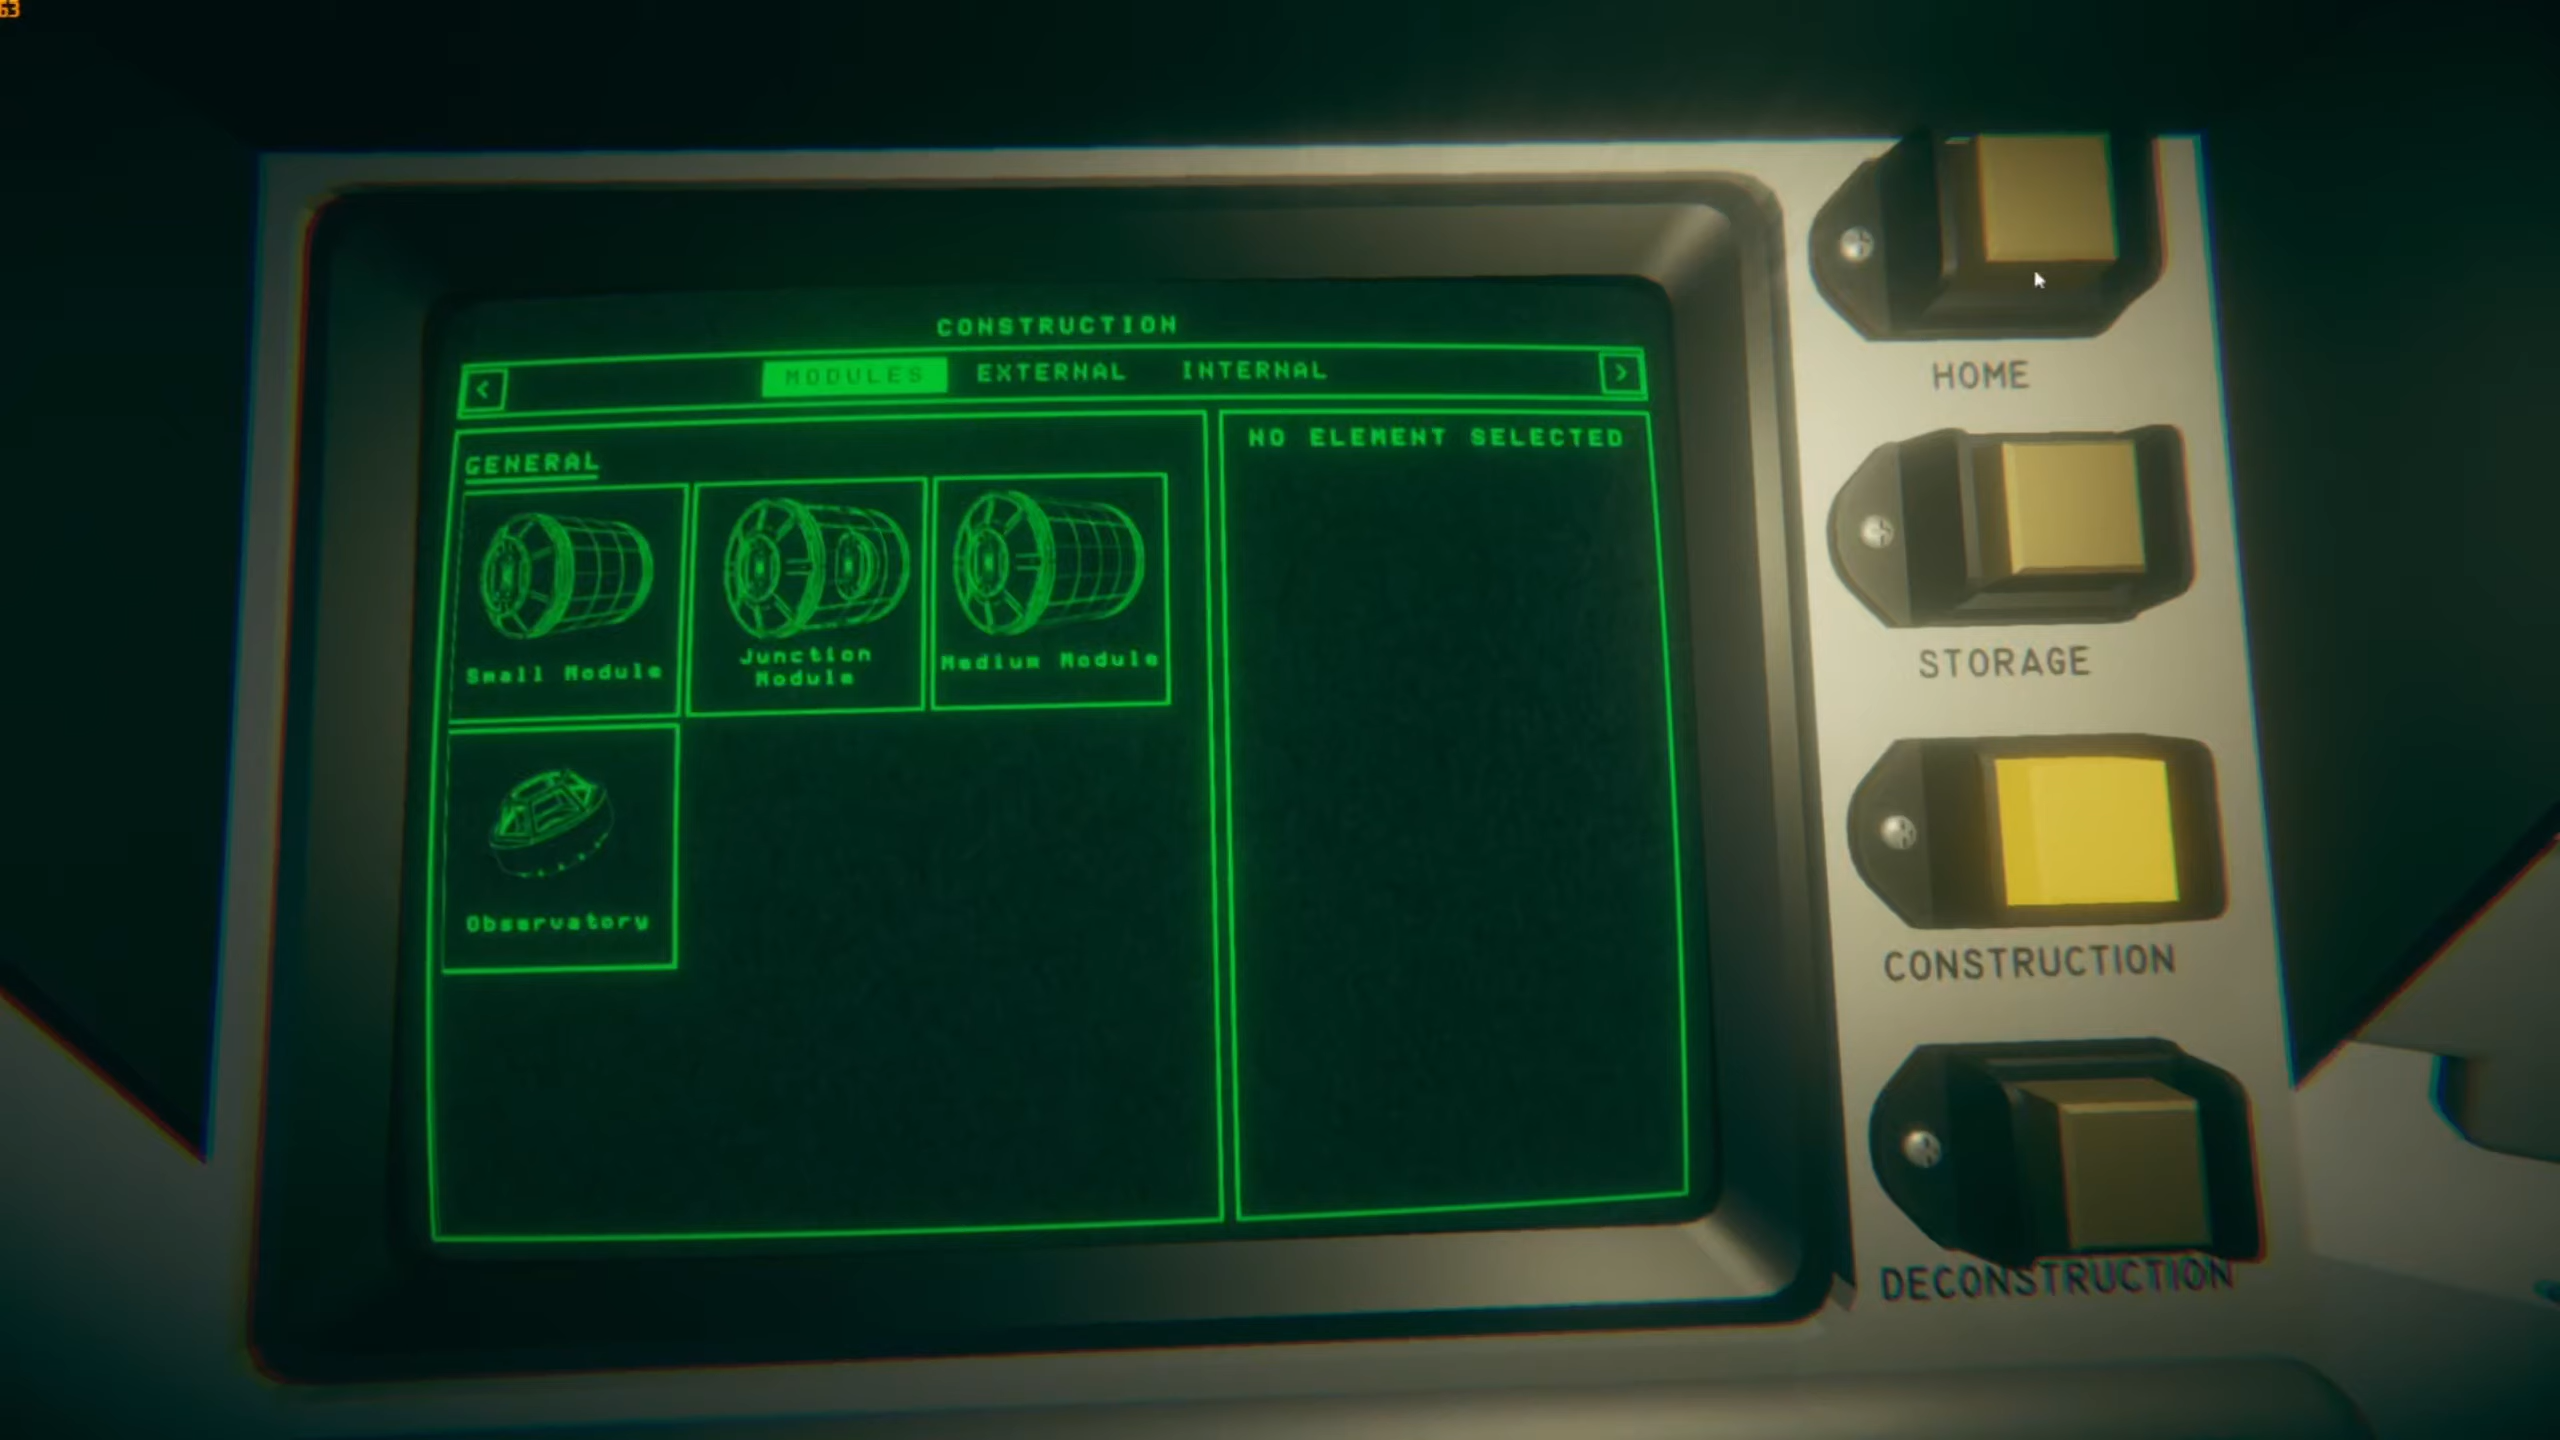 63
CONSTRUCTION
< MODULES EXTERNAL INTERNAL >
GENERAL
NO ELEMENT SELECTED
Small Module
Junction
Module
Medium Module
Observatory
HOME
STORAGE
CONSTRUCTION
DECONSTRUCTION